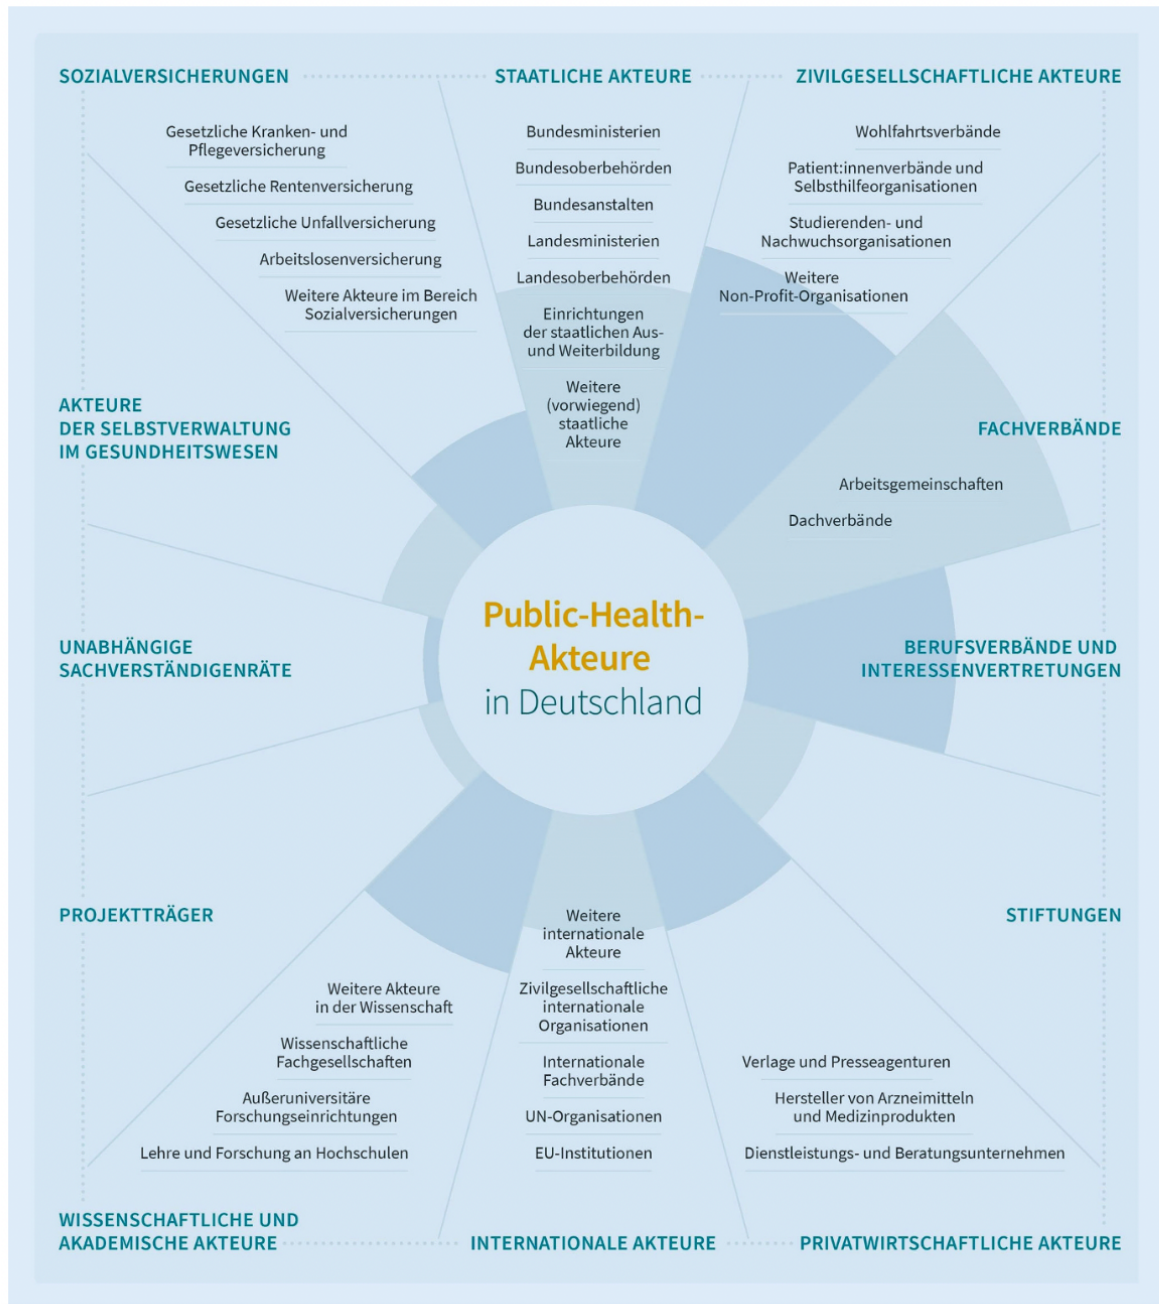 SOZIALVERSICHERUNGEN
STAATLICHE AKTEURE
ZIVILGESELLSCHAFTLICHE AKTEURE
Gesetzliche Kranken- und
Pflegeversicherung
Gesetzliche Rentenversicherung
Gesetzliche Unfallversicherung
Arbeitslosenversicherung
Weitere Akteure im Bereich
Sozialversicherungen
Bundesministerien
Bundesoberbehörden
Bundesanstalten
Landesministerien
Landesoberbehörden
Einrichtungen
der staatlichen Aus-
und Weiterbildung
Weitere
(vorwiegend)
staatliche
Akteure
Wohlfahrtsverbände
Patient:innenverbände und
Selbsthilfeorganisationen
Studierenden- und
Nachwuchsorganisationen
Weitere
Non-Profit-Organisationen
AKTEURE
DER SELBSTVERWALTUNG
IM GESUNDHEITSWESEN
FACHVERBÄNDE
Arbeitsgemeinschaften
Dachverbände
UNABHÄNGIGE
SACHVERSTÄNDIGENRÄTE
Public-Health-
Akteure
in Deutschland
BERUFSVERBÄNDE UND
INTERESSENVERTRETUNGEN
PROJEKTTRÄGER
STIFTUNGEN
Weitere Akteure
in der Wissenschaft
Wissenschaftliche
Fachgesellschaften
Außeruniversitäre
Forschungseinrichtungen
Lehre und Forschung an Hochschulen
Weitere
internationale
Akteure
Zivilgesellschaftliche
internationale
Organisationen
Internationale
Fachverbände
UN-Organisationen
EU-Institutionen
Verlage und Presseagenturen
Hersteller von Arzneimitteln
und Medizinprodukten
Dienstleistungs- und Beratungsunternehmen
WISSENSCHAFTLICHE UND
AKADEMISCHE AKTEURE
INTERNATIONALE AKTEURE
PRIVATWIRTSCHAFTLICHE AKTEURE